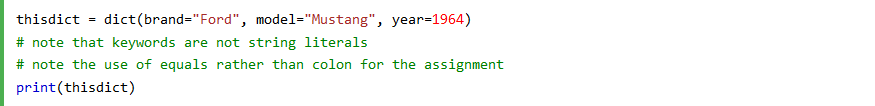 thisdict = dict(brand="Ford", model="Mustang", year=1964)
# note that keywords are not string literals
# note the use of equals rather than colon for the assignment
print(thisdict)